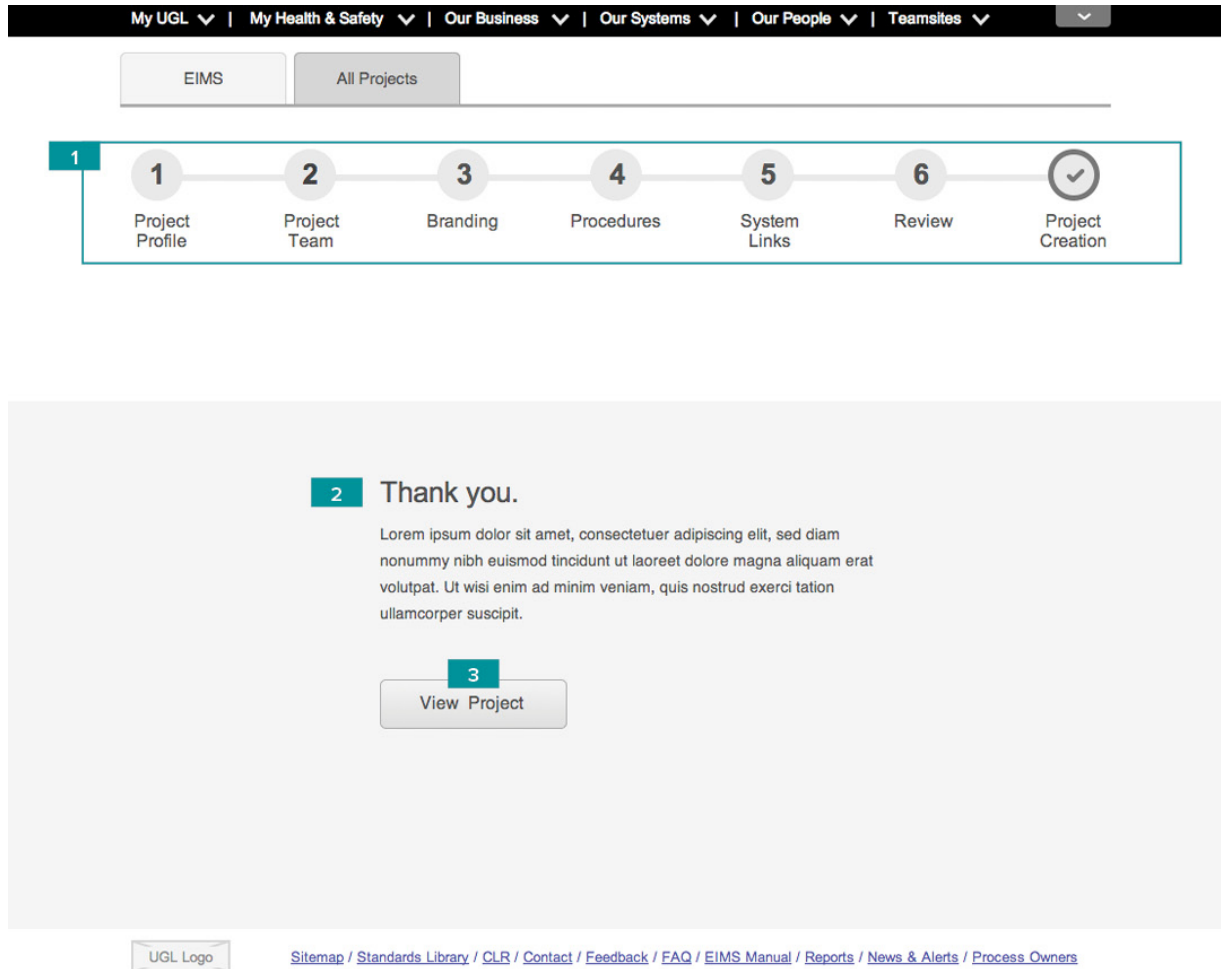 My UGL | My Health & Safety | Our Business | Our Systems | Our People | Teamsites
EIMS All Projects
1
1 2 3 4 5 6
Project Profile Project Team Branding Procedures System Links Review Project Creation
2 Thank you.
Lorem ipsum dolor sit amet, consectetuer adipiscing elit, sed diam
nonummy nibh euismod tincidunt ut laoreet dolore magna aliquam erat
volutpat. Ut wisi enim ad minim veniam, quis nostrud exerci tation
ullamcorper suscipit.
3
View Project
UGL Logo Sitemap / Standards Library / CLR / Contact / Feedback / FAQ / EIMS Manual / Reports / News & Alerts / Process Owners